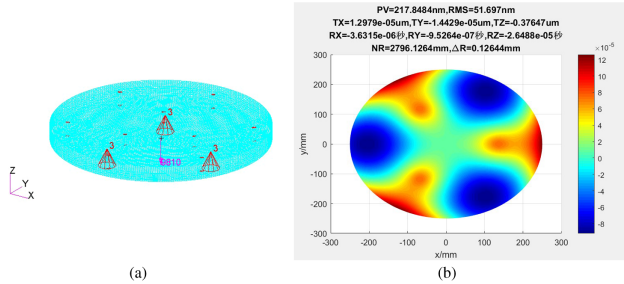 PV=217.8484nm,RMS=51.697nm
TX=1.2979e-05um,TY=-1.4429e-05um,TZ=-0.37647um
RX=-3.6315e-06秒,RY=-9.5264e-07秒,RZ=-2.6488e-05秒
NR=2796.1264mm,△R=0.12644mm
×10⁻⁵
300
200
100
0
-100
-200
-300
y/mm
-300 -200 -100 0 100 200 300
x/mm
12
10
8
6
4
2
0
-2
-4
-6
-8
3
3
3
9810
Z
Y
X
(a)
(b)